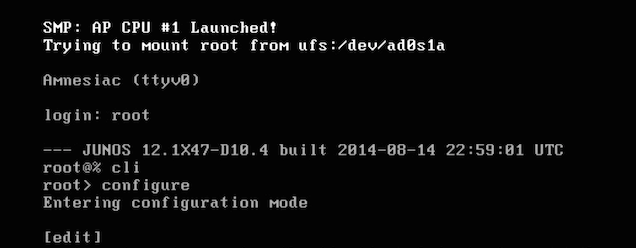 SMP: AP CPU #1 Launched!
Trying to mount root from ufs:/dev/ad0s1a
Amnesiac (ttyv0)
login: root
--- JUNOS 12.1X47-D10.4 built 2014-08-14 22:59:01 UTC
root@% cli
root> configure
Entering configuration mode
[edit]